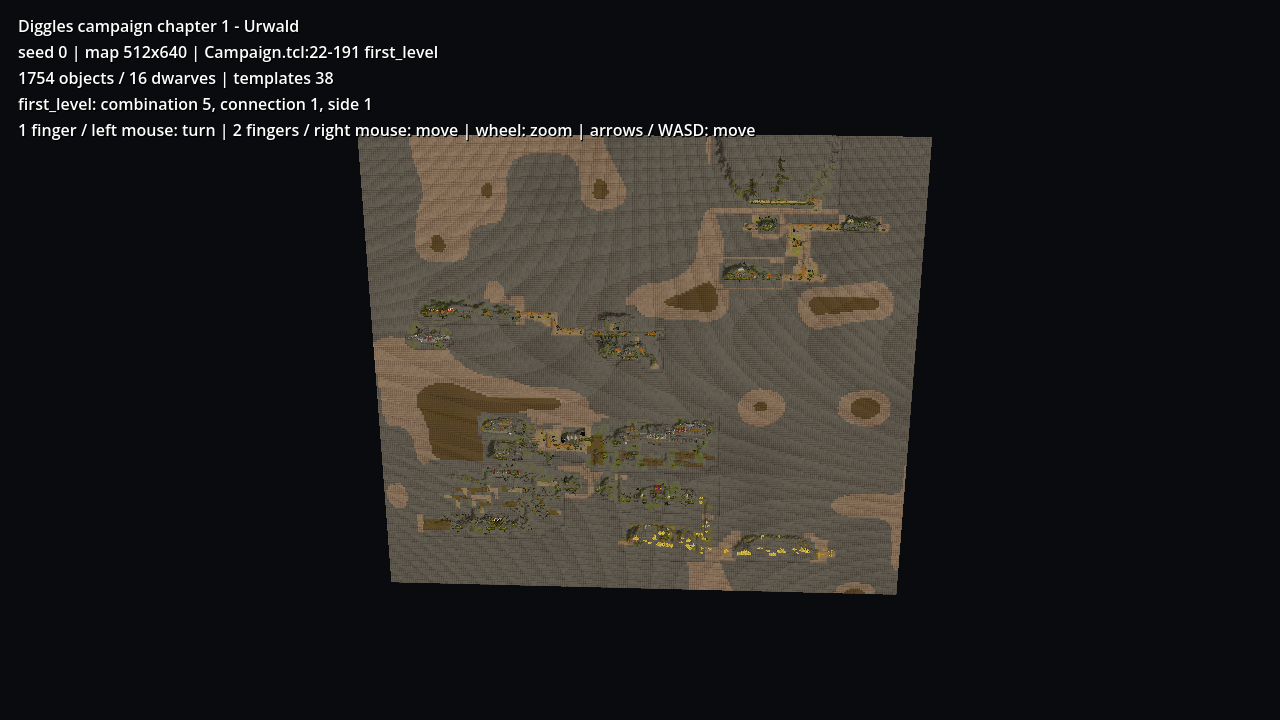 Diggles campaign chapter 1 - Urwald
seed 0 | map 512x640 | Campaign.tcl:22-191 first_level
1754 objects / 16 dwarves | templates 38
first_level: combination 5, connection 1, side 1
1 finger / left mouse: turn | 2 fingers / right mouse: move | wheel: zoom | arrows / WASD: move